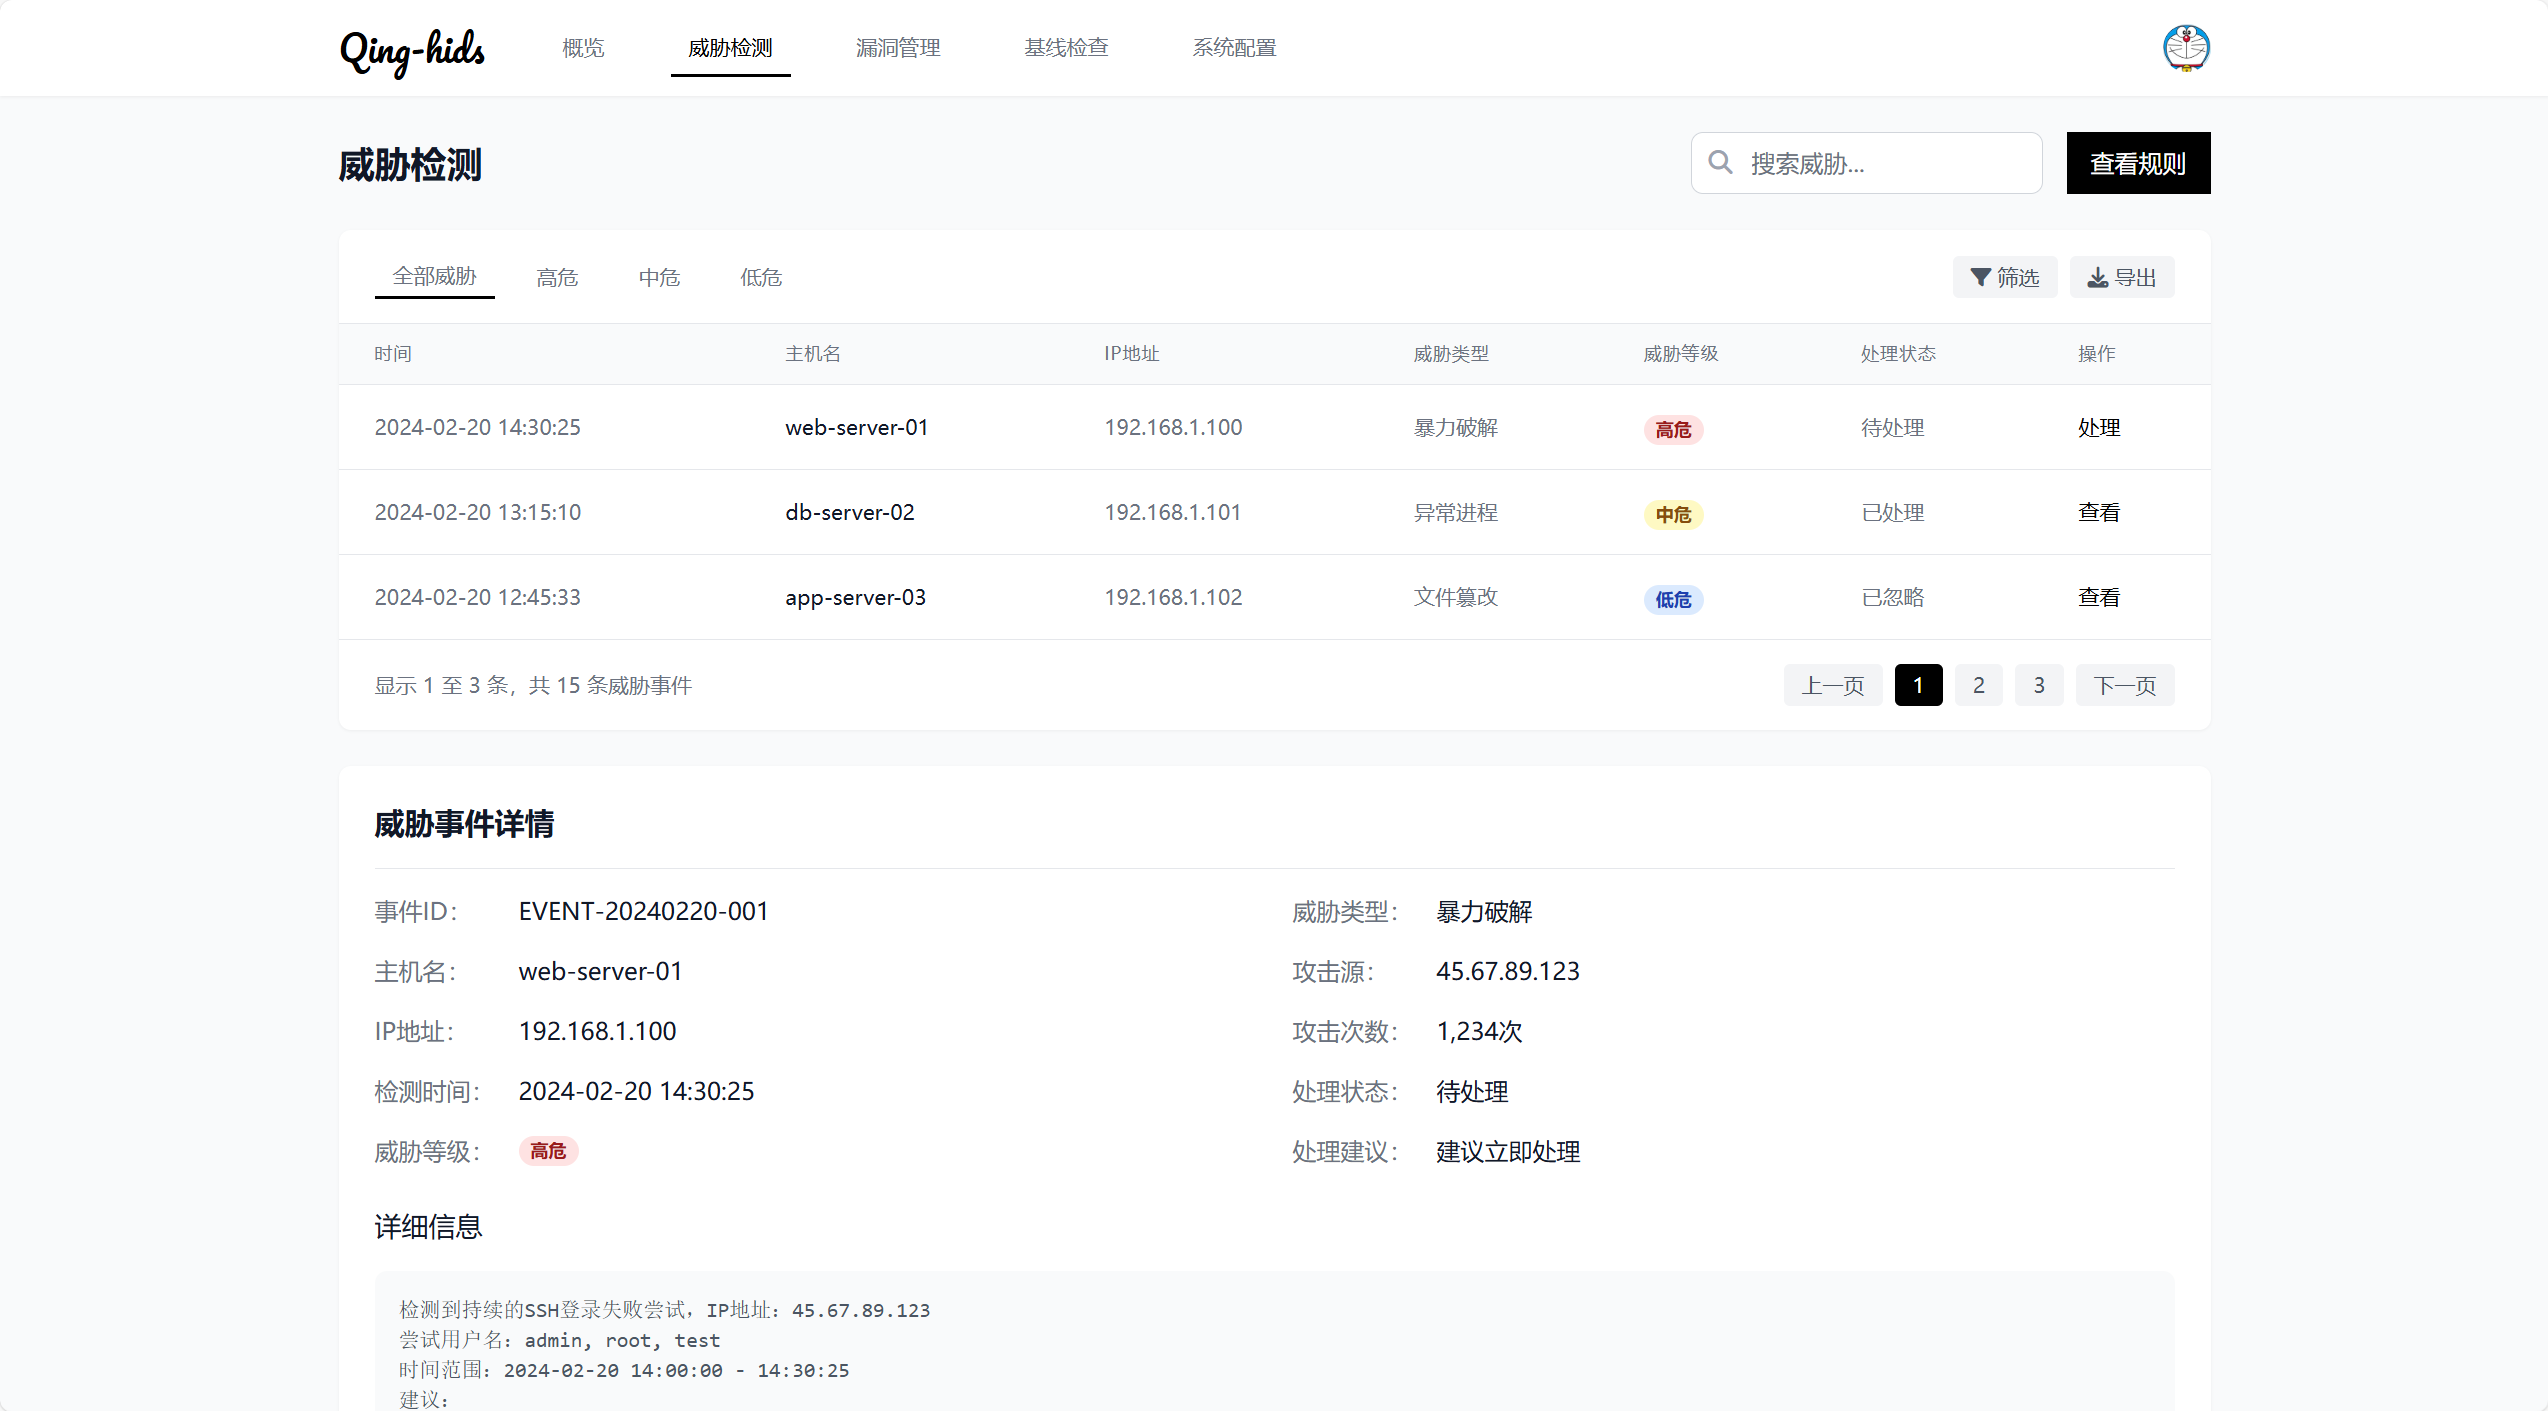 Qing-hids 概览 威胁检测 漏洞管理 基线检查 系统配置
威胁检测 搜索威胁... 查看规则
全部威胁 高危 中危 低危 筛选 导出
时间 主机名 IP地址 威胁类型 威胁等级 处理状态 操作
2024-02-20 14:30:25 web-server-01 192.168.1.100 暴力破解 高危 待处理 处理
2024-02-20 13:15:10 db-server-02 192.168.1.101 异常进程 中危 已处理 查看
2024-02-20 12:45:33 app-server-03 192.168.1.102 文件篡改 低危 已忽略 查看
显示 1 至 3 条，共 15 条威胁事件 上一页 1 2 3 下一页
威胁事件详情
事件ID： EVENT-20240220-001 威胁类型： 暴力破解
主机名： web-server-01 攻击源： 45.67.89.123
IP地址： 192.168.1.100 攻击次数： 1,234次
检测时间： 2024-02-20 14:30:25 处理状态： 待处理
威胁等级： 高危 处理建议： 建议立即处理
详细信息
检测到持续的SSH登录失败尝试，IP地址：45.67.89.123
尝试用户名：admin, root, test
时间范围：2024-02-20 14:00:00 - 14:30:25
建议：